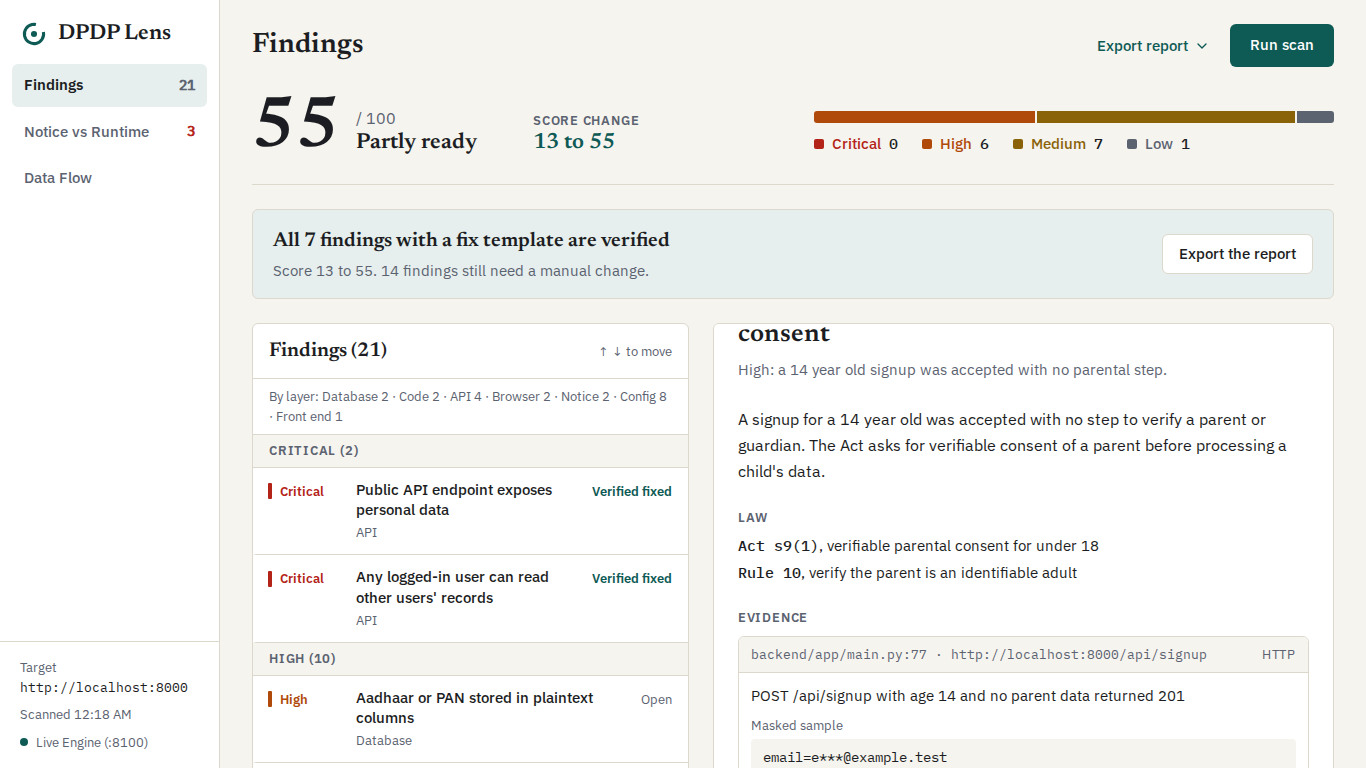 DPDP Lens
Findings 21
Notice vs Runtime 3
Data Flow
Target
http://localhost:8000
Scanned 12:18 AM
Live Engine (:8100)
Findings
Export report
Run scan
55
/ 100
Partly ready
SCORE CHANGE
13 to 55
Critical 0 High 6 Medium 7 Low 1
All 7 findings with a fix template are verified
Score 13 to 55. 14 findings still need a manual change.
Export the report
Findings (21)
↑ ↓ to move
By layer: Database 2 · Code 2 · API 4 · Browser 2 · Notice 2 · Config 8
· Front end 1
CRITICAL (2)
Critical
Public API endpoint exposes
personal data
API
Verified fixed
Critical
Any logged-in user can read
other users' records
API
Verified fixed
HIGH (10)
High
Aadhaar or PAN stored in plaintext
columns
Database
Open
consent
High: a 14 year old signup was accepted with no parental step.
A signup for a 14 year old was accepted with no step to verify a parent or
guardian. The Act asks for verifiable consent of a parent before processing a
child's data.
LAW
Act s9(1), verifiable parental consent for under 18
Rule 10, verify the parent is an identifiable adult
EVIDENCE
backend/app/main.py:77 · http://localhost:8000/api/signup HTTP
POST /api/signup with age 14 and no parent data returned 201
Masked sample
email=e***@example.test